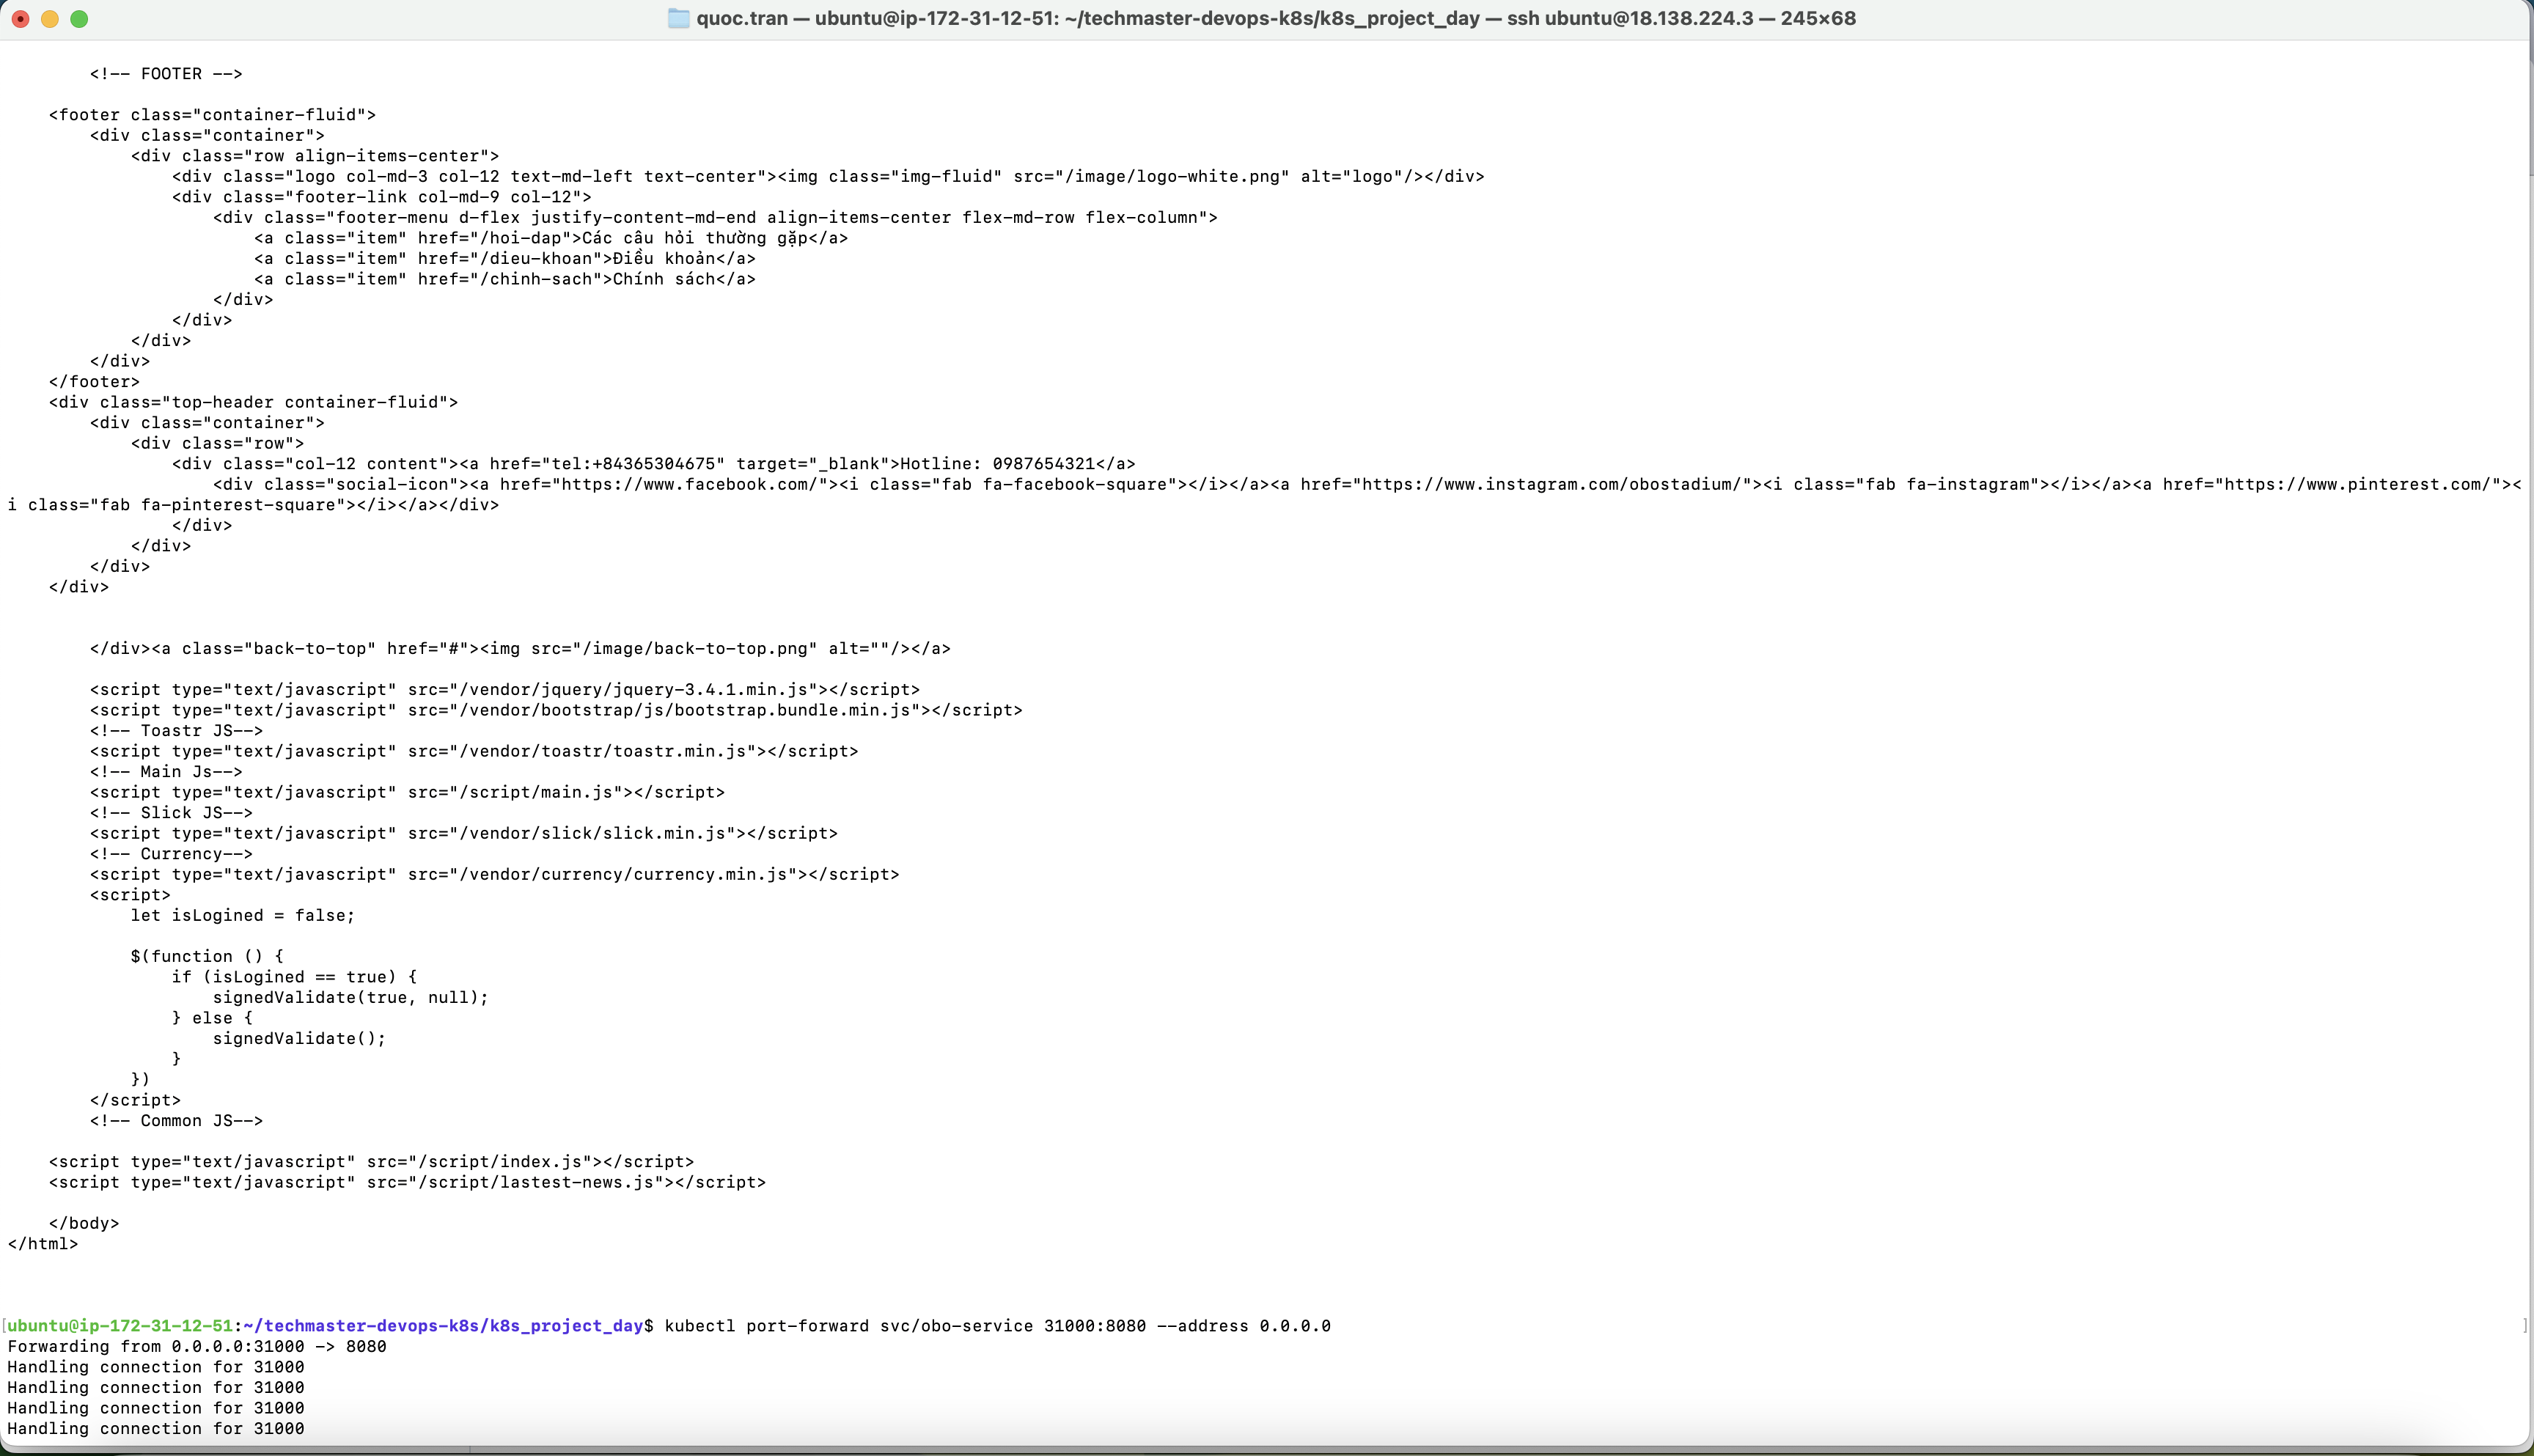 quoc.tran — ubuntu@ip-172-31-12-51: ~/techmaster-devops-k8s/k8s_project_day — ssh ubuntu@18.138.224.3 — 245×68
        <!-- FOOTER -->
    <footer class="container-fluid">
        <div class="container">
            <div class="row align-items-center">
                <div class="logo col-md-3 col-12 text-md-left text-center"><img class="img-fluid" src="/image/logo-white.png" alt="logo"/></div>
                <div class="footer-link col-md-9 col-12">
                    <div class="footer-menu d-flex justify-content-md-end align-items-center flex-md-row flex-column">
                        <a class="item" href="/hoi-dap">Các câu hỏi thường gặp</a>
                        <a class="item" href="/dieu-khoan">Điều khoản</a>
                        <a class="item" href="/chinh-sach">Chính sách</a>
                    </div>
                </div>
            </div>
        </div>
    </footer>
    <div class="top-header container-fluid">
        <div class="container">
            <div class="row">
                <div class="col-12 content"><a href="tel:+84365304675" target="_blank">Hotline: 0987654321</a>
                    <div class="social-icon"><a href="https://www.facebook.com/"><i class="fab fa-facebook-square"></i></a><a href="https://www.instagram.com/obostadium/"><i class="fab fa-instagram"></i></a><a href="https://www.pinterest.com/"><
i class="fab fa-pinterest-square"></i></a></div>
                </div>
            </div>
        </div>
    </div>
        </div><a class="back-to-top" href="#"><img src="/image/back-to-top.png" alt=""/></a>
        <script type="text/javascript" src="/vendor/jquery/jquery-3.4.1.min.js"></script>
        <script type="text/javascript" src="/vendor/bootstrap/js/bootstrap.bundle.min.js"></script>
        <!-- Toastr JS-->
        <script type="text/javascript" src="/vendor/toastr/toastr.min.js"></script>
        <!-- Main Js-->
        <script type="text/javascript" src="/script/main.js"></script>
        <!-- Slick JS-->
        <script type="text/javascript" src="/vendor/slick/slick.min.js"></script>
        <!-- Currency-->
        <script type="text/javascript" src="/vendor/currency/currency.min.js"></script>
        <script>
            let isLogined = false;
            $(function () {
                if (isLogined == true) {
                    signedValidate(true, null);
                } else {
                    signedValidate();
                }
            })
        </script>
        <!-- Common JS-->
    <script type="text/javascript" src="/script/index.js"></script>
    <script type="text/javascript" src="/script/lastest-news.js"></script>
    </body>
</html>
[ubuntu@ip-172-31-12-51:~/techmaster-devops-k8s/k8s_project_day$ kubectl port-forward svc/obo-service 31000:8080 --address 0.0.0.0 ]
Forwarding from 0.0.0.0:31000 -> 8080
Handling connection for 31000
Handling connection for 31000
Handling connection for 31000
Handling connection for 31000